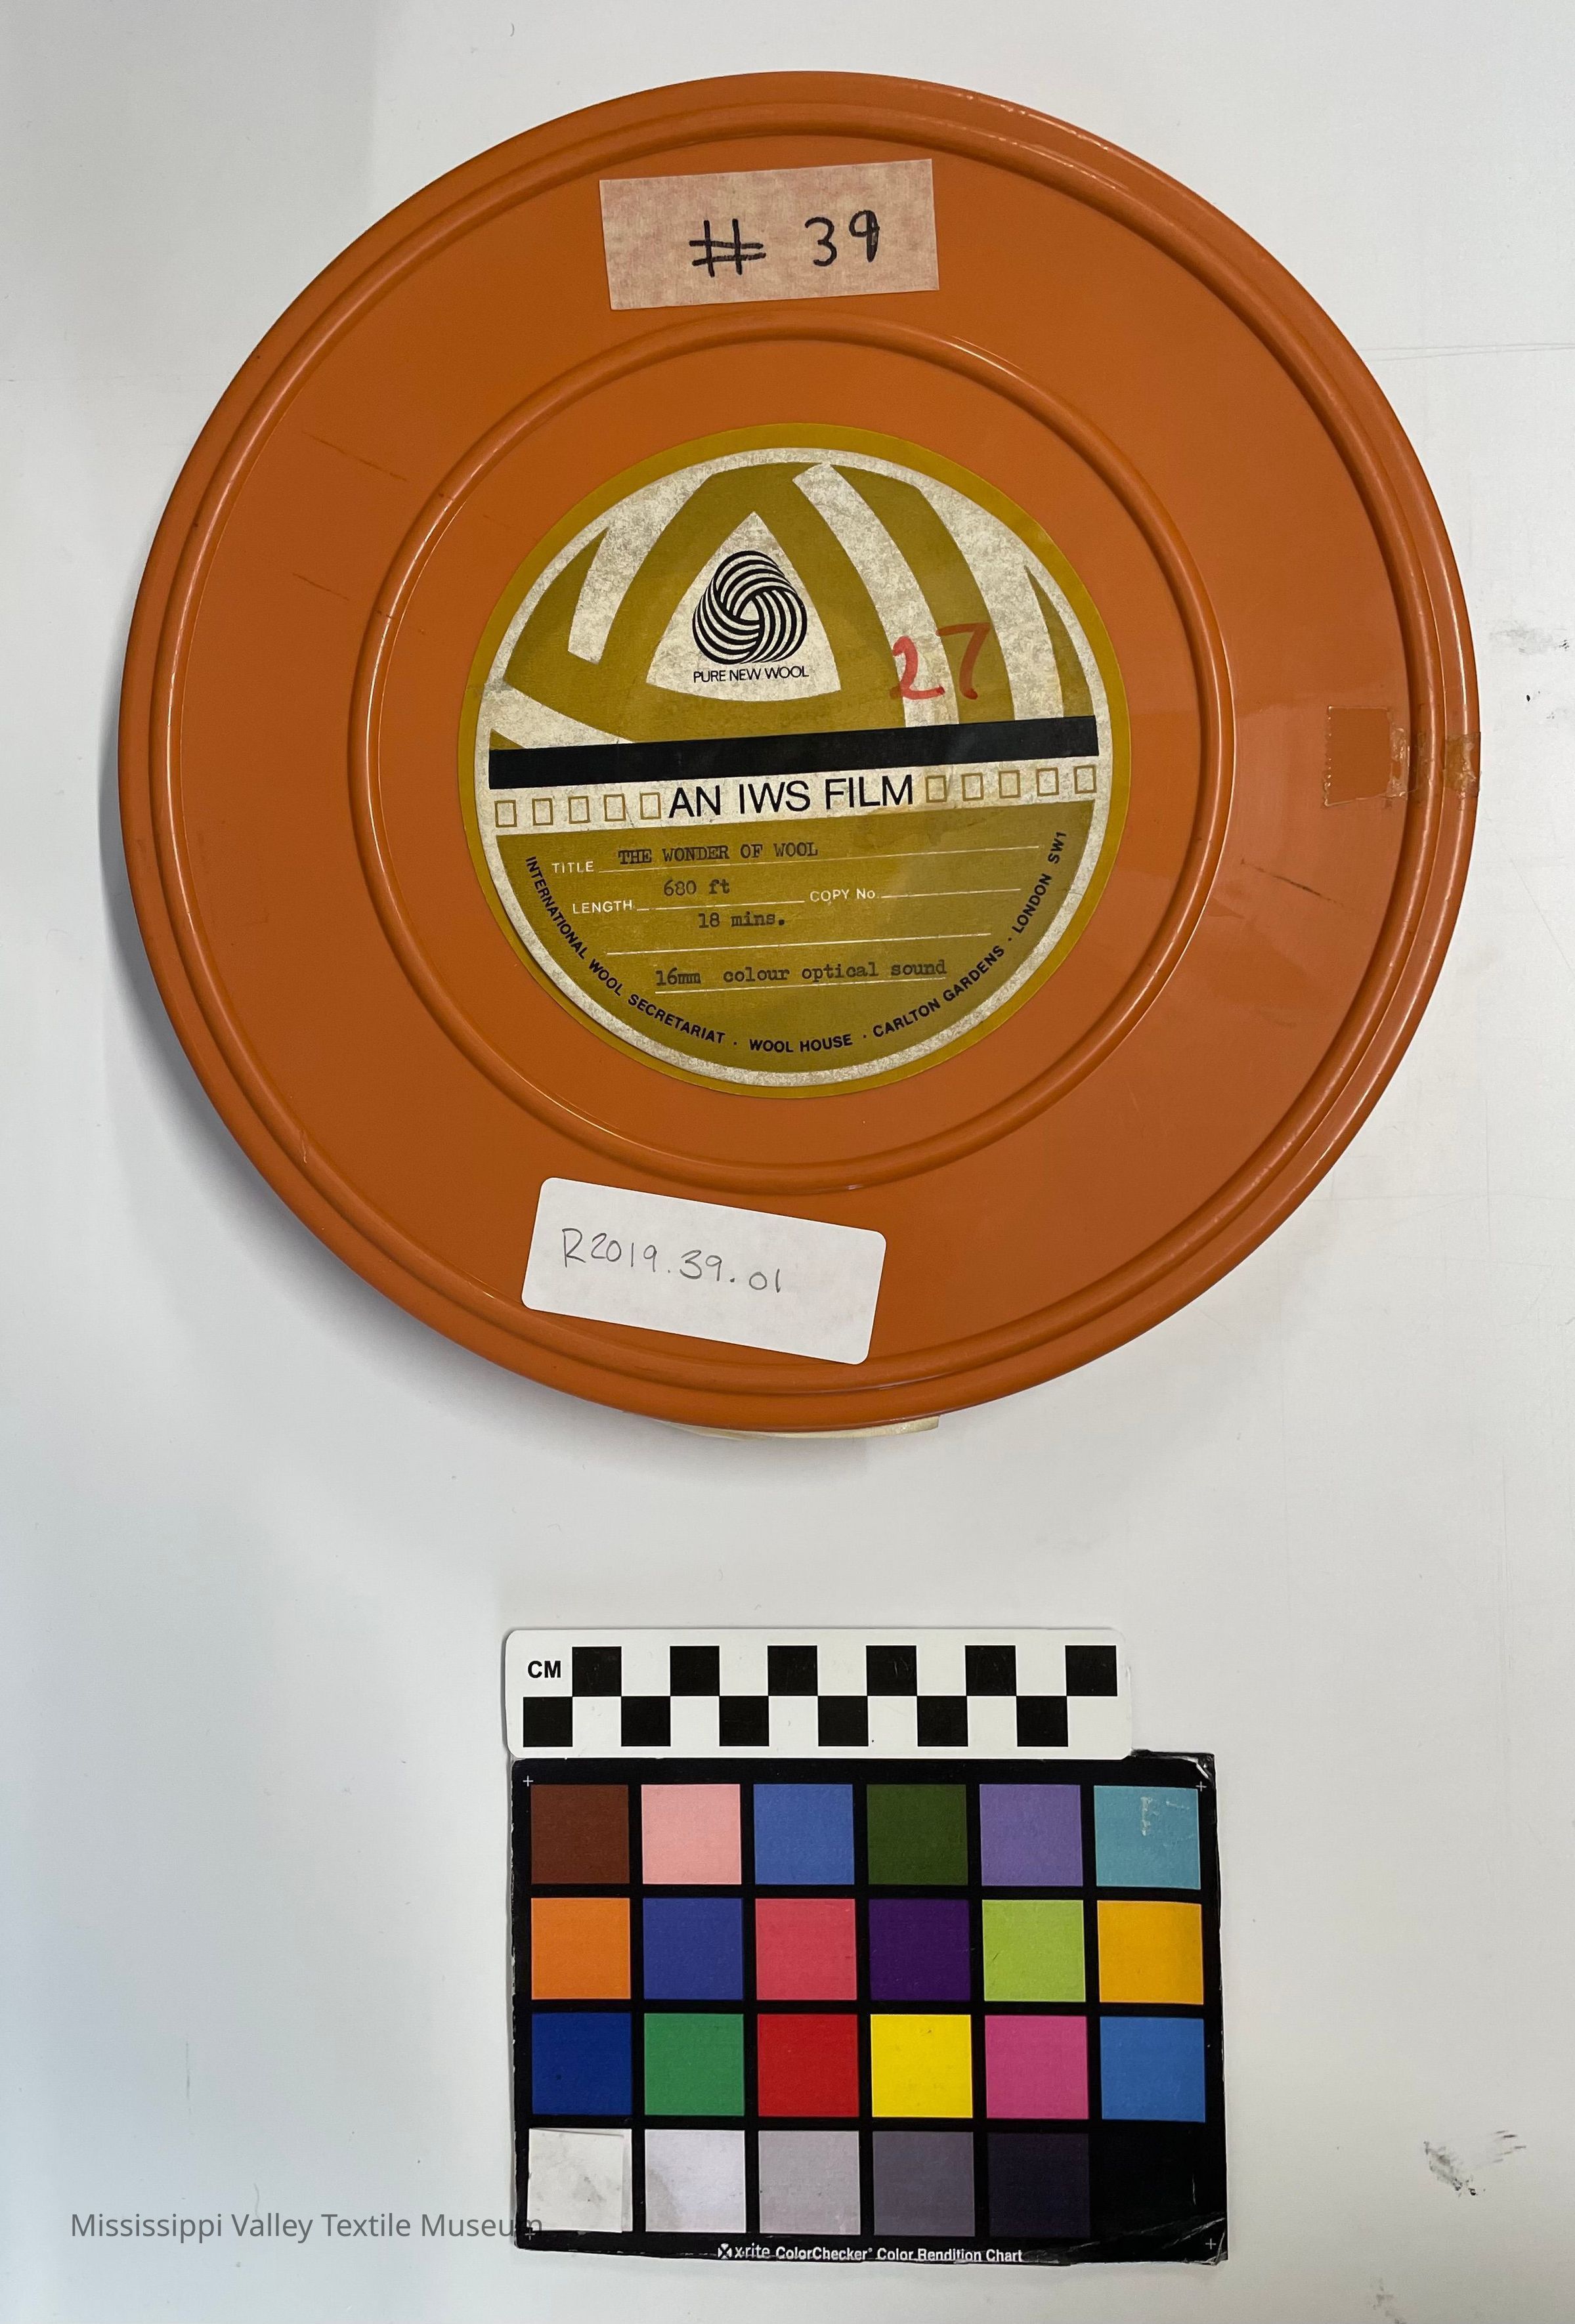 # 39
PURE NEW WOOL
27
AN IWS FILM
TITLE THE WONDER OF WOOL
LENGTH 680 ft COPY No.
18 mins.
16mm colour optical sound
INTERNATIONAL WOOL SECRETARIAT · WOOL HOUSE · CARLTON GARDENS · LONDON SW1
R2019.39.01
CM
x-rite ColorChecker® Color Rendition Chart
Mississippi Valley Textile Museum